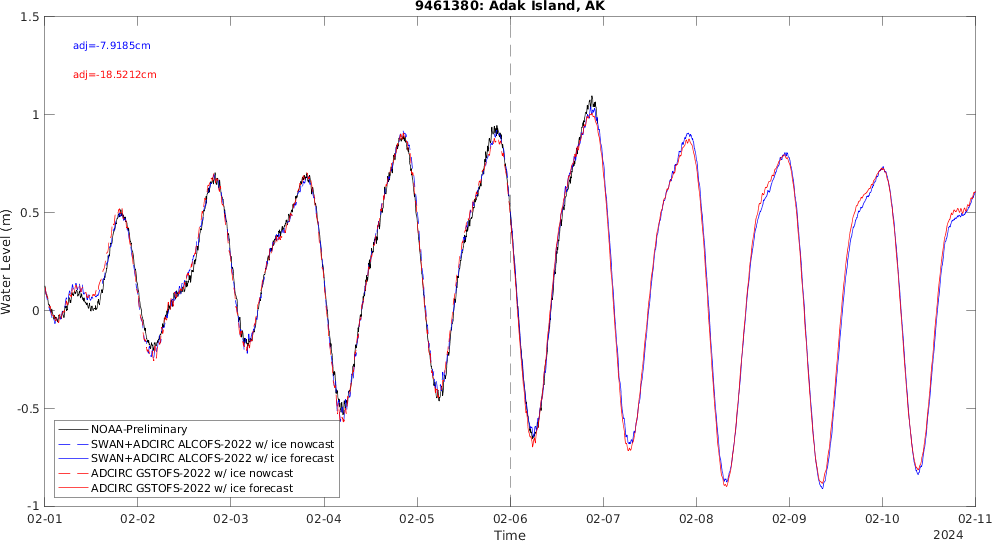 9461380: Adak Island, AK
1.5
adj=-7.9185cm
adj=-18.5212cm
1
0.5
Water Level (m)
0
-0.5
NOAA-Preliminary
SWAN+ADCIRC ALCOFS-2022 w/ ice nowcast
SWAN+ADCIRC ALCOFS-2022 w/ ice forecast
ADCIRC GSTOFS-2022 w/ ice nowcast
ADCIRC GSTOFS-2022 w/ ice forecast
-1
02-01 02-02 02-03 02-04 02-05 02-06 02-07 02-08 02-09 02-10 02-11
Time 2024